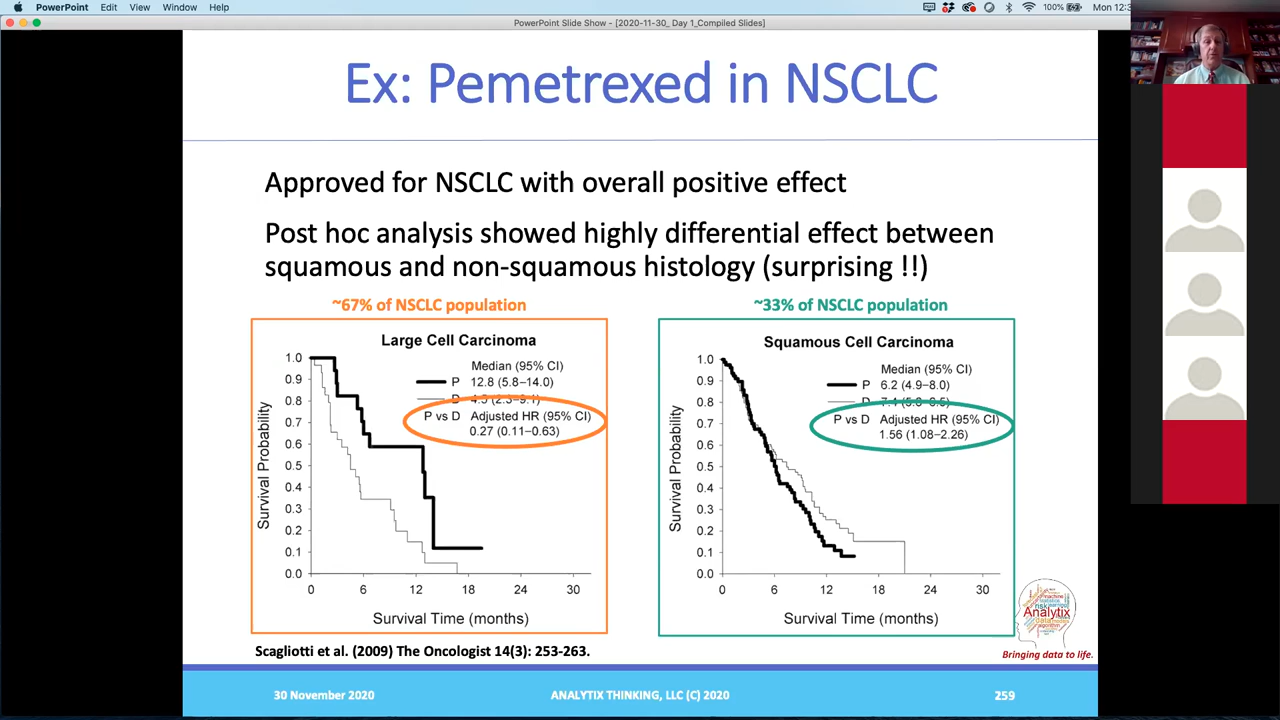 PowerPoint Edit View Window Help
100% Mon 12:3
PowerPoint Slide Show - [2020-11-30_ Day 1_Compiled Slides]
Ex: Pemetrexed in NSCLC
Approved for NSCLC with overall positive effect
Post hoc analysis showed highly differential effect between
squamous and non-squamous histology (surprising !!)
~67% of NSCLC population
Large Cell Carcinoma
Median (95% CI)
P 12.8 (5.8–14.0)
P vs D Adjusted HR (95% CI)
0.27 (0.11–0.63)
Survival Probability
1.0
0.9
0.8
0.7
0.6
0.5
0.4
0.3
0.2
0.1
0.0
0 6 12 18 24 30
Survival Time (months)
~33% of NSCLC population
Squamous Cell Carcinoma
Median (95% CI)
P 6.2 (4.9–8.0)
P vs D Adjusted HR (95% CI)
1.56 (1.08–2.26)
Survival Probability
1.0
0.9
0.8
0.7
0.6
0.5
0.4
0.3
0.2
0.1
0.0
0 6 12 18 24 30
Survival Time (months)
Analytix
Bringing data to life.
Scagliotti et al. (2009) The Oncologist 14(3): 253-263.
30 November 2020 ANALYTIX THINKING, LLC (C) 2020 259